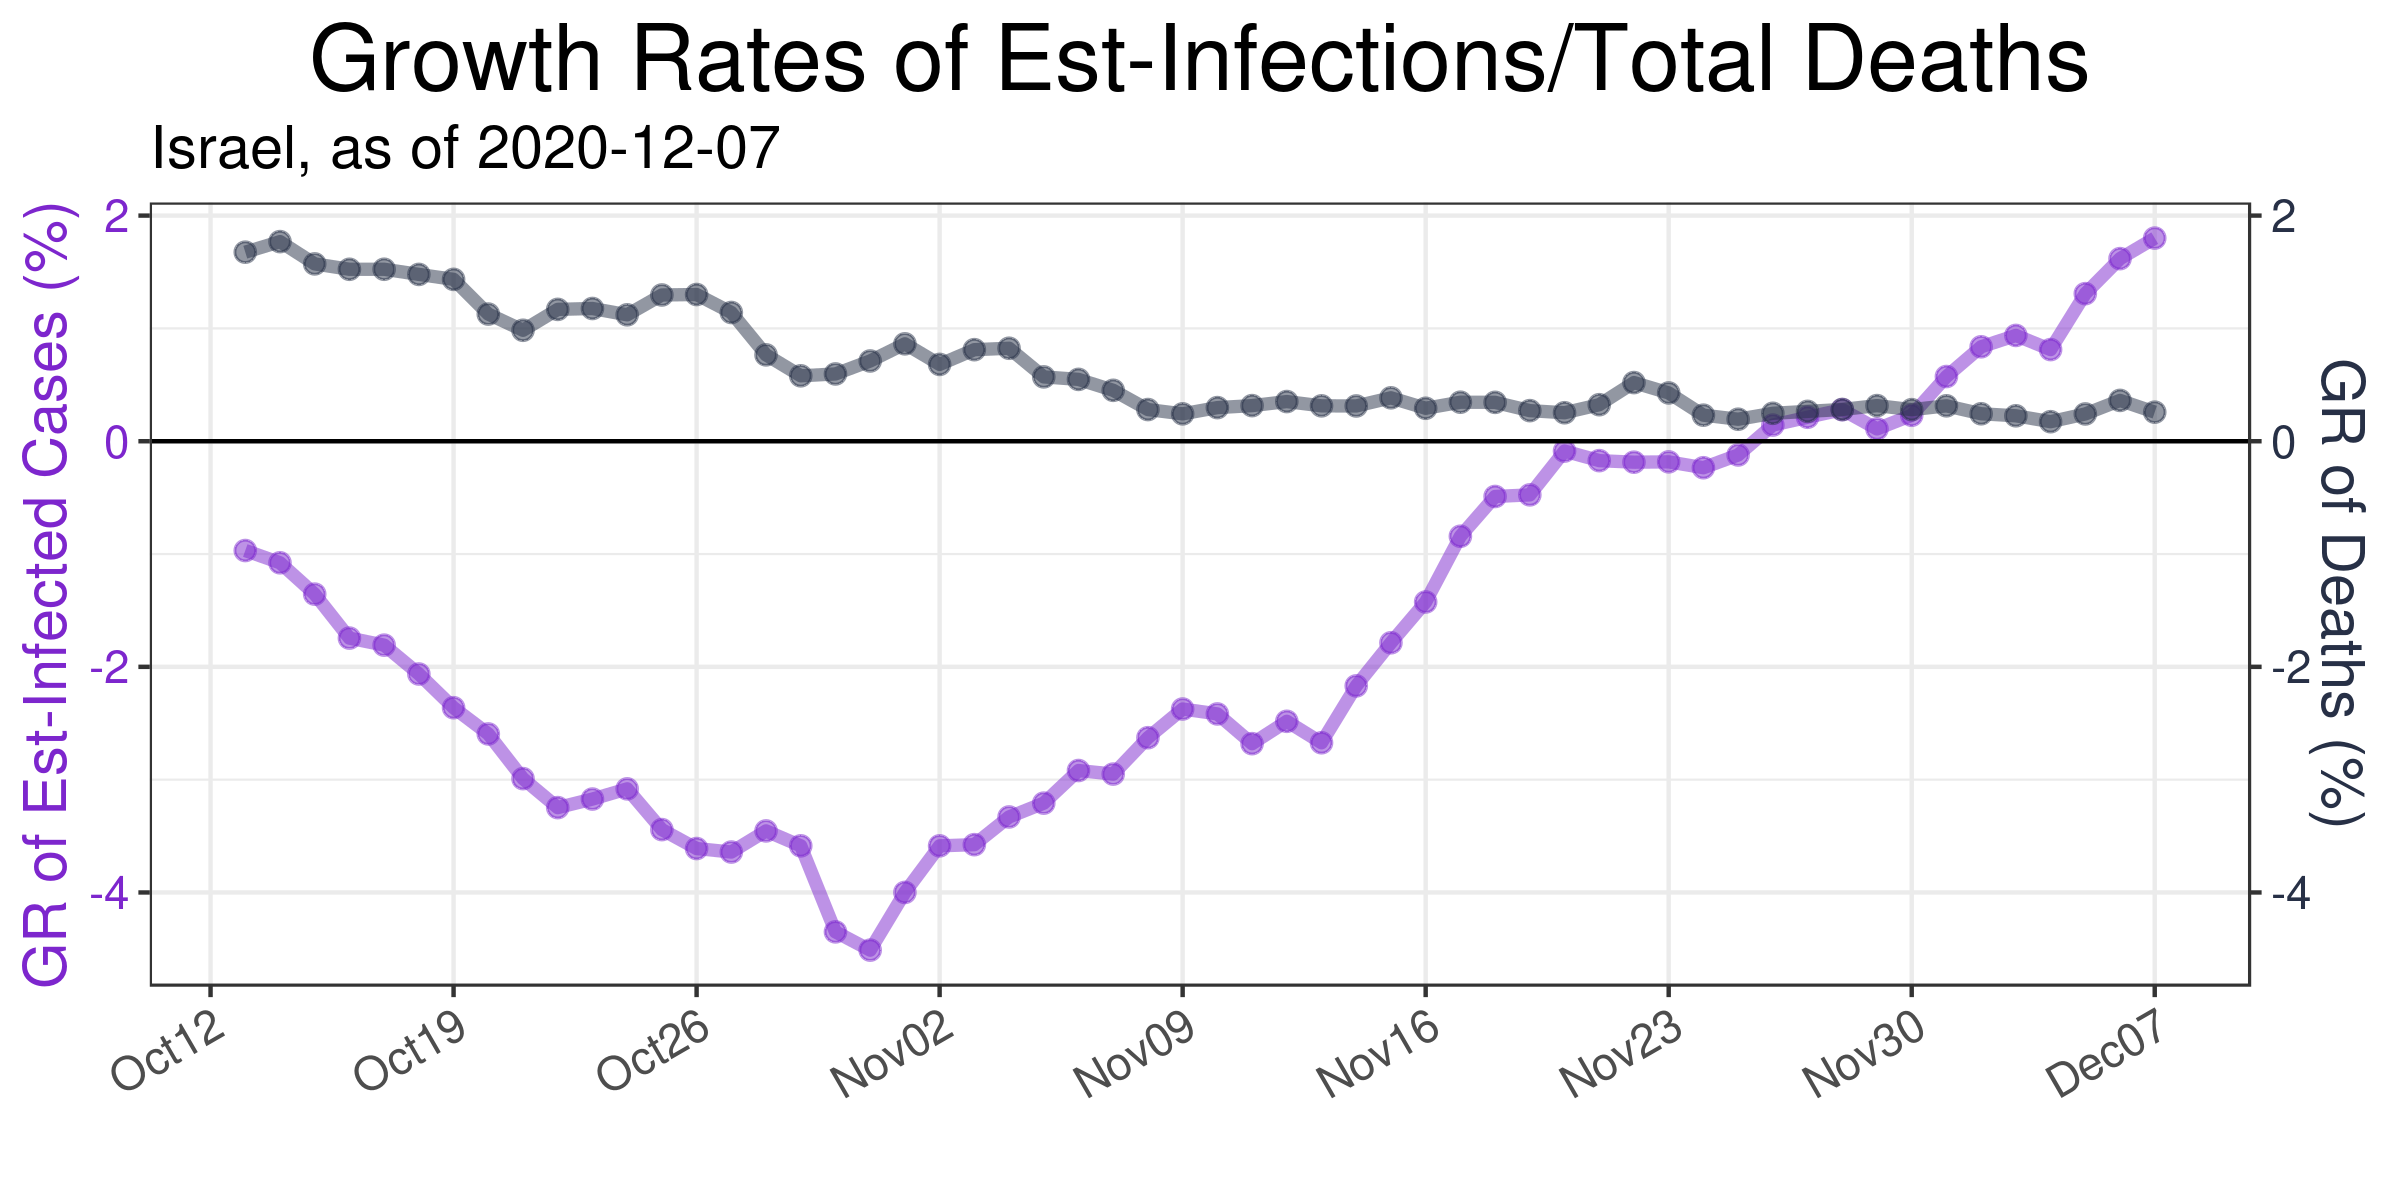 Growth Rates of Est-Infections/Total Deaths
Israel, as of 2020-12-07
GR of Est-Infected Cases (%)
2
0
-2
-4
2
0
-2
-4
GR of Deaths (%)
Oct12
Oct19
Oct26
Nov02
Nov09
Nov16
Nov23
Nov30
Dec07